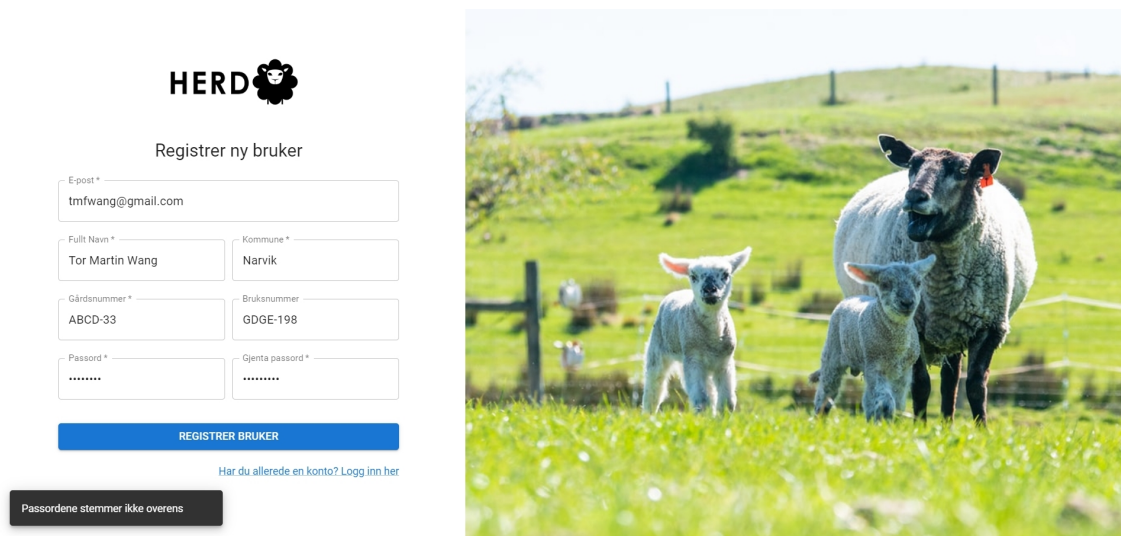 HERD
Registrer ny bruker
E-post *
tmfwang@gmail.com
Fullt Navn * Kommune *
Tor Martin Wang Narvik
Gårdsnummer * Bruksnummer
ABCD-33 GDGE-198
Passord * Gjenta passord *
•••••••• •••••••••
REGISTRER BRUKER
Har du allerede en konto? Logg inn her
Passordene stemmer ikke overens